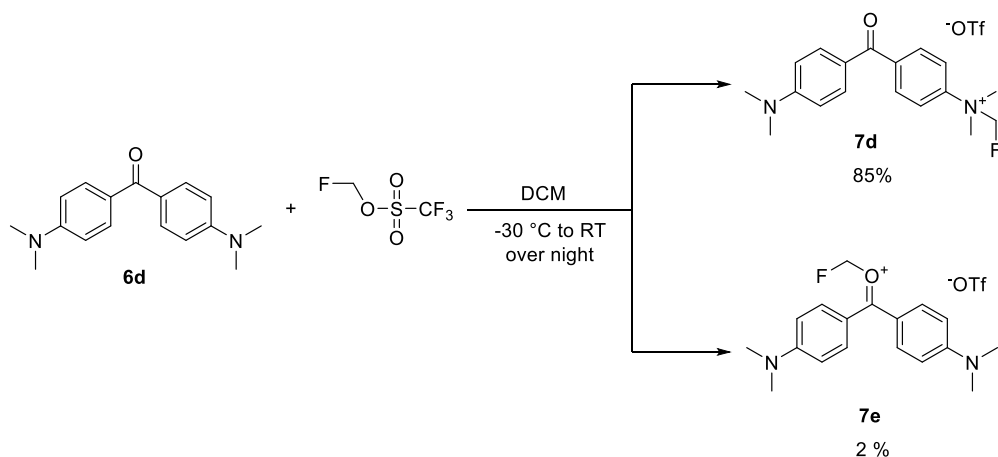 O
N
N
6d
+
F
O
S
O
O
CF3
DCM
-30 °C to RT
over night
O
N
N+
F
-OTf
7d
85%
F
O+
N
N
-OTf
7e
2 %